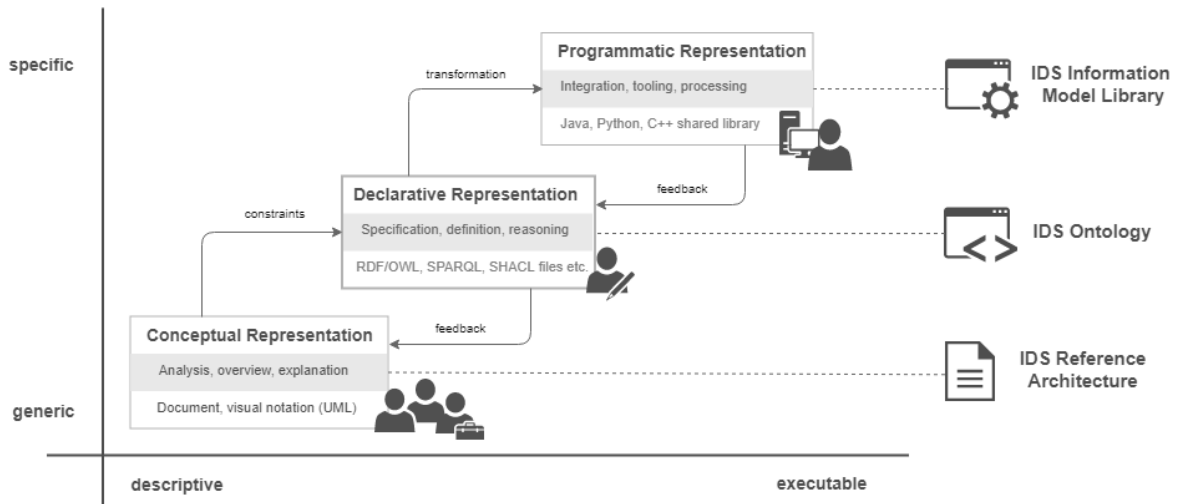 specific
Programmatic Representation
transformation
Integration, tooling, processing
Java, Python, C++ shared library
IDS Information
Model Library
feedback
Declarative Representation
constraints
Specification, definition, reasoning
RDF/OWL, SPARQL, SHACL files etc.
IDS Ontology
feedback
Conceptual Representation
Analysis, overview, explanation
Document, visual notation (UML)
IDS Reference
Architecture
generic
descriptive
executable